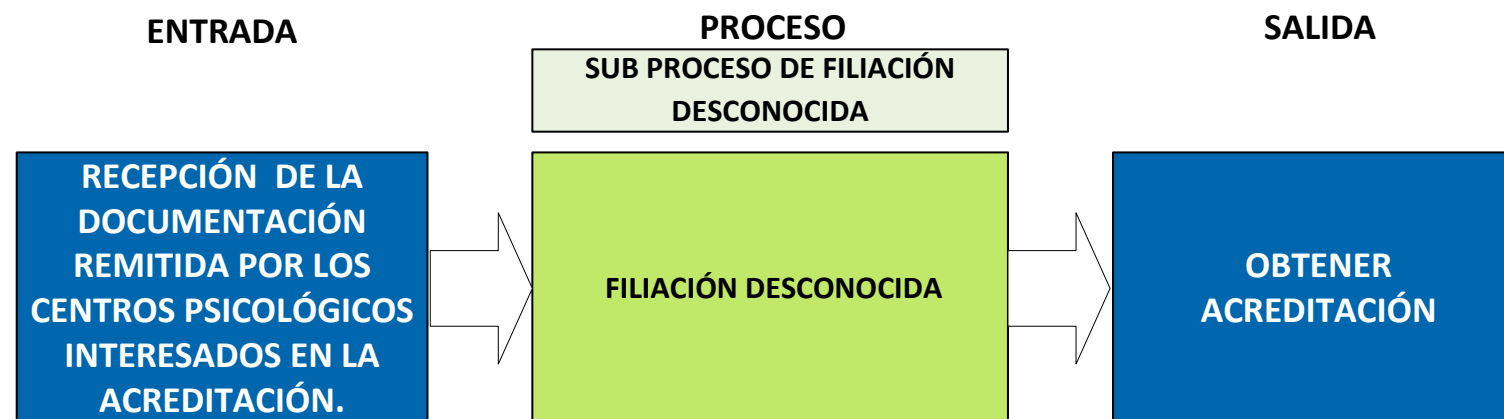 ENTRADA
PROCESO
SALIDA
SUB PROCESO DE FILIACIÓN
DESCONOCIDA
RECEPCIÓN DE LA
DOCUMENTACIÓN
REMITIDA POR LOS
CENTROS PSICOLÓGICOS
INTERESADOS EN LA
ACREDITACIÓN.
FILIACIÓN DESCONOCIDA
OBTENER
ACREDITACIÓN